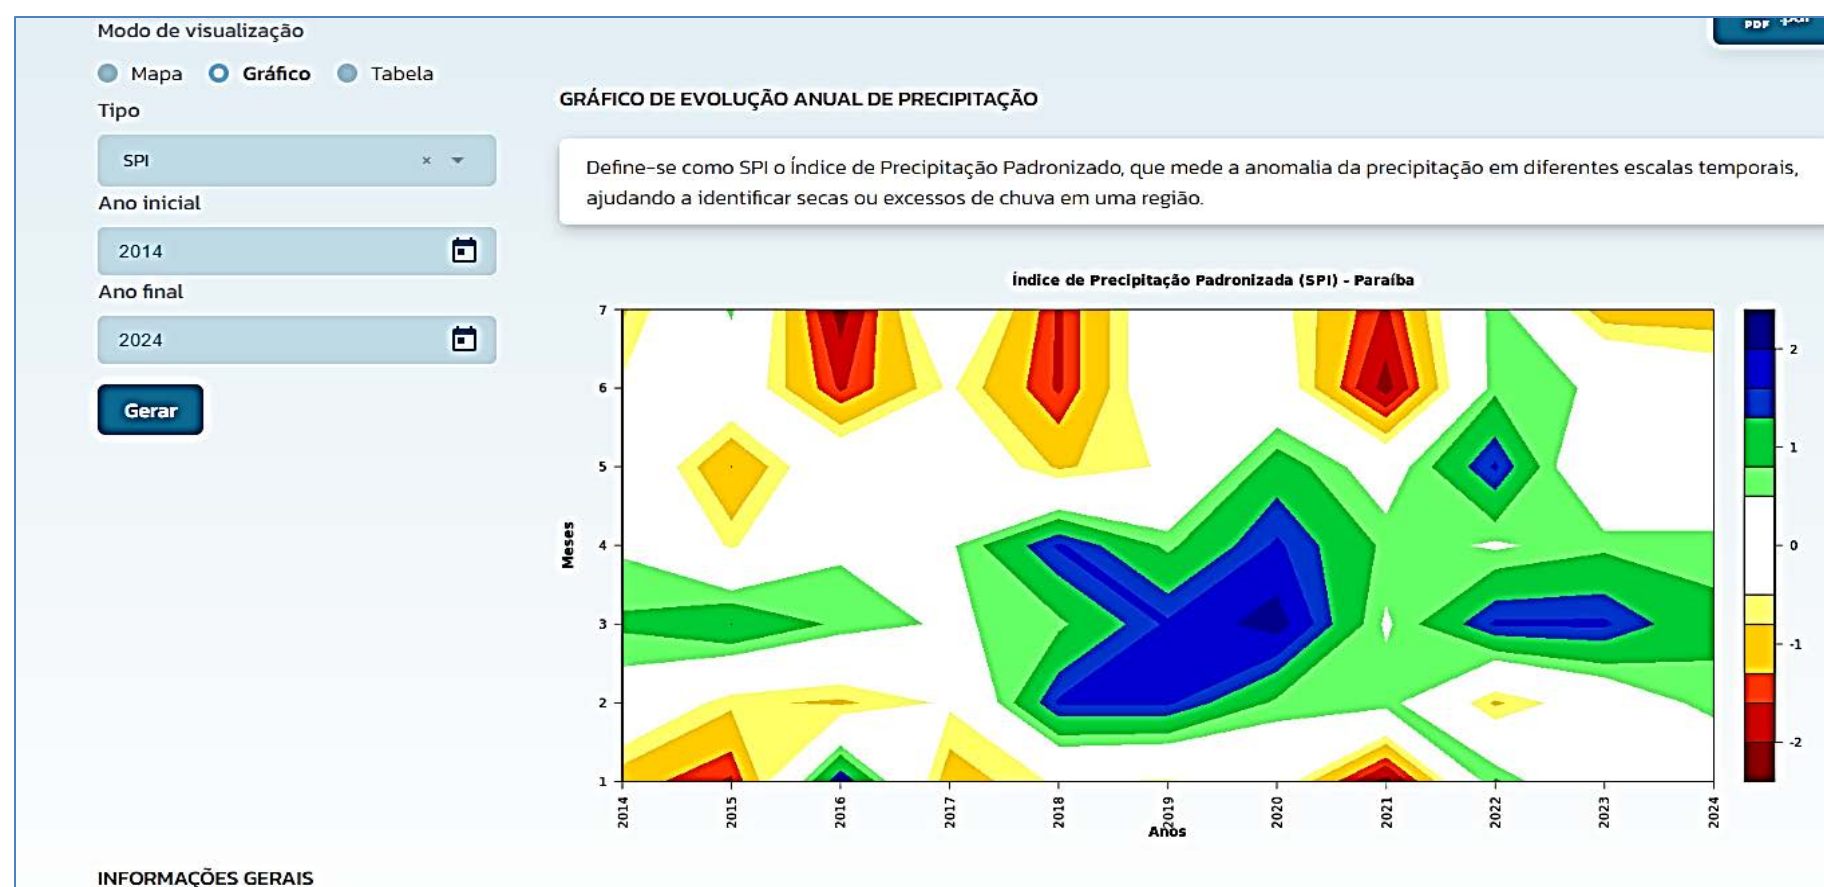 Modo de visualização
PDF .pdf
Mapa Gráfico Tabela
Tipo
SPI × 
Ano inicial
2014
Ano final
2024
Gerar
GRÁFICO DE EVOLUÇÃO ANUAL DE PRECIPITAÇÃO
Define-se como SPI o Índice de Precipitação Padronizado, que mede a anomalia da precipitação em diferentes escalas temporais,
ajudando a identificar secas ou excessos de chuva em uma região.
Índice de Precipitação Padronizada (SPI) - Paraíba
7
6
5
4
3
2
1
Meses
2014 2015 2016 2017 2018 2019 2020 2021 2022 2023 2024
Anos
2
1
0
-1
-2
INFORMAÇÕES GERAIS